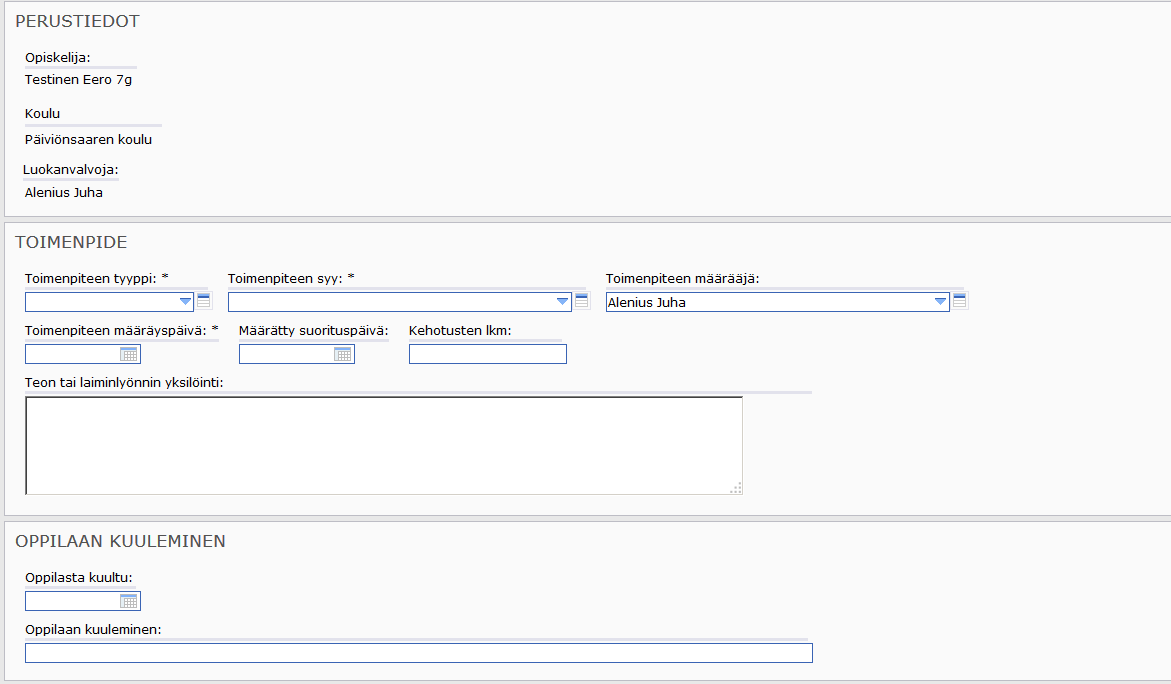 PERUSTIEDOT
Opiskelija:
Testinen Eero 7g
Koulu
Päiviönsaaren koulu
Luokanvalvoja:
Alenius Juha
TOIMENPIDE
Toimenpiteen tyyppi: * Toimenpiteen syy: * Toimenpiteen määrääjä:
Alenius Juha
Toimenpiteen määräyspäivä: * Määrätty suorituspäivä: Kehotusten lkm:
Teon tai laiminlyönnin yksilöinti:
OPPILAAN KUULEMINEN
Oppilasta kuultu:
Oppilaan kuuleminen: